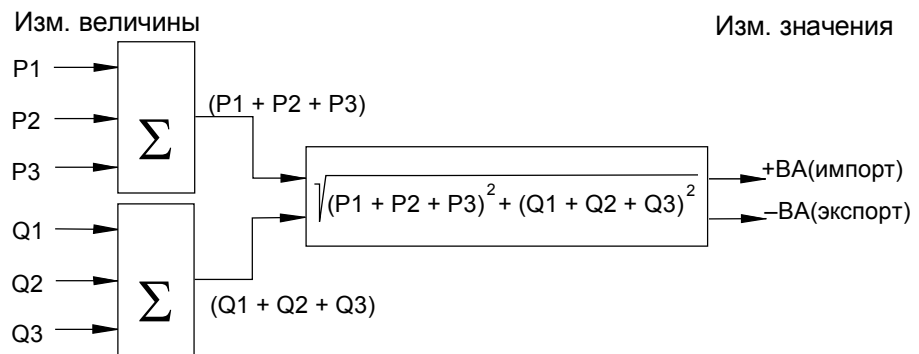 Изм. величины
Изм. значения
P1
P2
P3
Σ
(P1 + P2 + P3)
√(P1 + P2 + P3)² + (Q1 + Q2 + Q3)²
+ВА(импорт)
–ВА(экспорт)
Q1
Q2
Q3
Σ
(Q1 + Q2 + Q3)